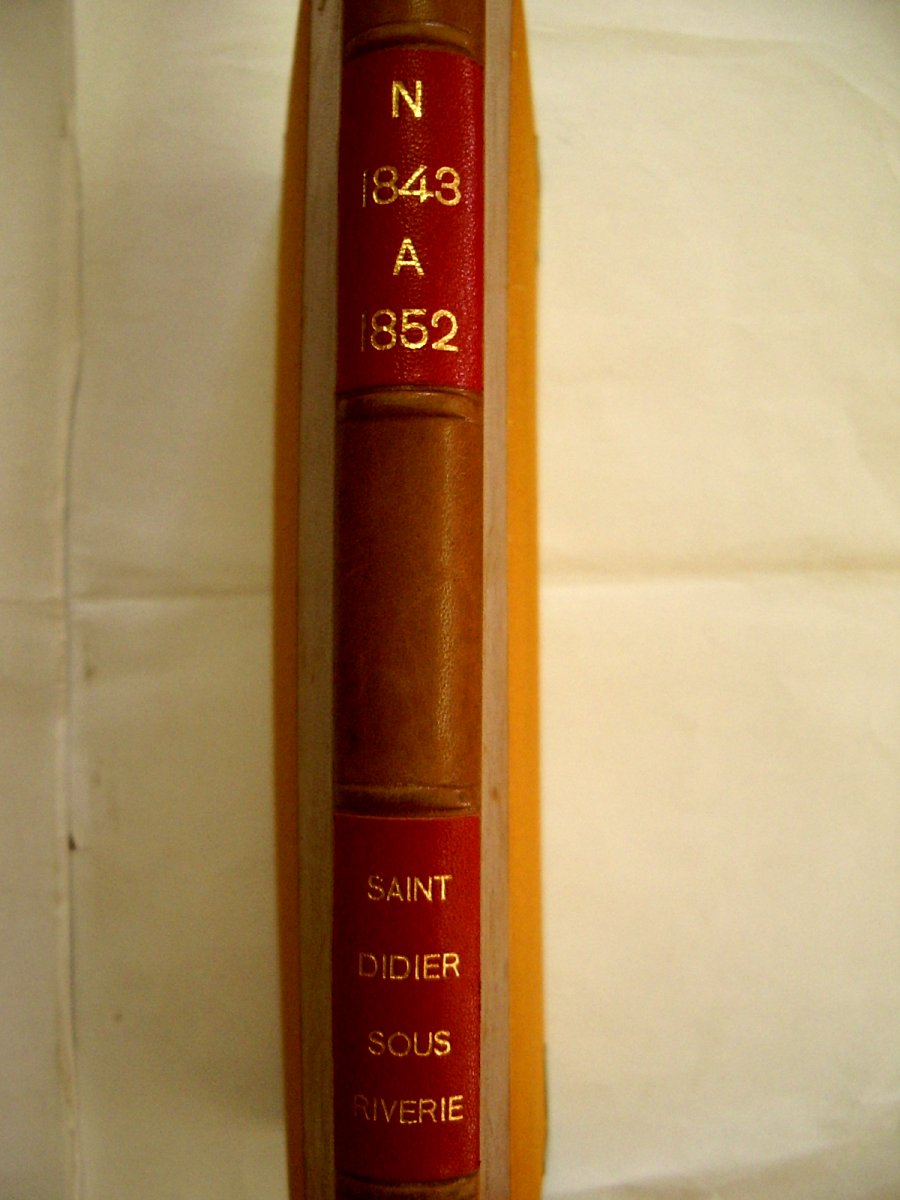 N
1843
A
1852
SAINT
DIDIER
SOUS
RIVERIE